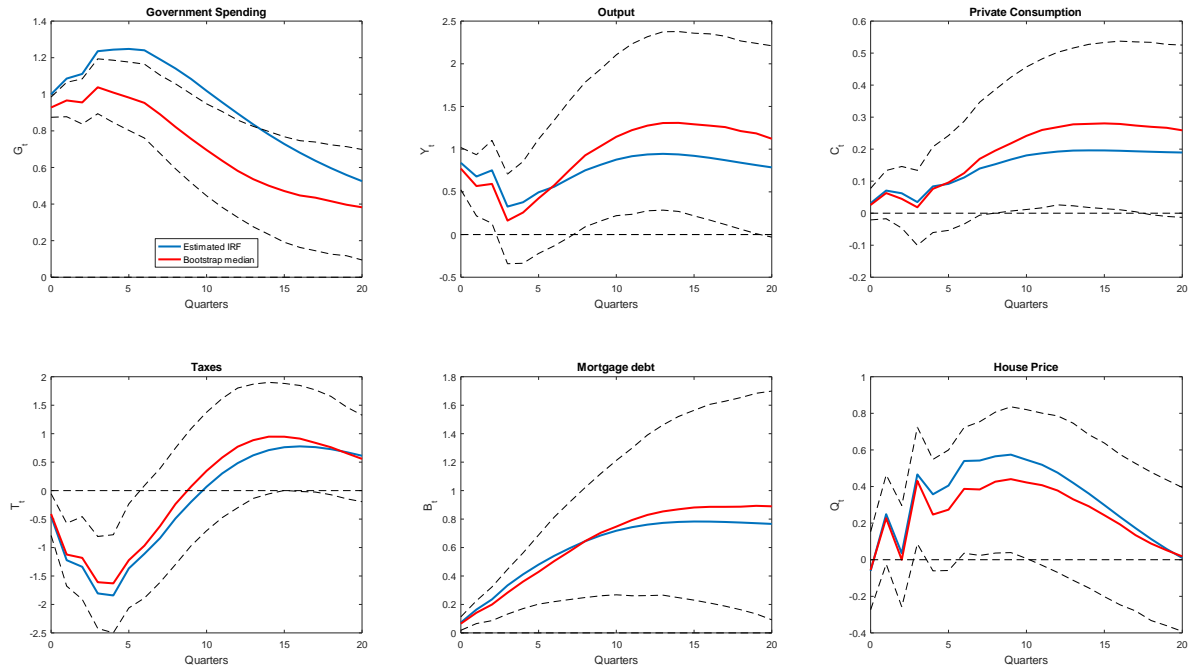 Government Spending
1.4
1.2
1
0.8
0.6
0.4
0.2
0
G_t
Estimated IRF
Bootstrap median
0 5 10 15 20
Quarters
Output
2.5
2
1.5
1
0.5
0
-0.5
Y_t
0 5 10 15 20
Quarters
Private Consumption
0.6
0.5
0.4
0.3
0.2
0.1
0
-0.1
-0.2
C_t
0 5 10 15 20
Quarters
Taxes
2
1.5
1
0.5
0
-0.5
-1
-1.5
-2
-2.5
T_t
0 5 10 15 20
Quarters
Mortgage debt
1.8
1.6
1.4
1.2
1
0.8
0.6
0.4
0.2
0
B_t
0 5 10 15 20
Quarters
House Price
1
0.8
0.6
0.4
0.2
0
-0.2
-0.4
Q_t
0 5 10 15 20
Quarters